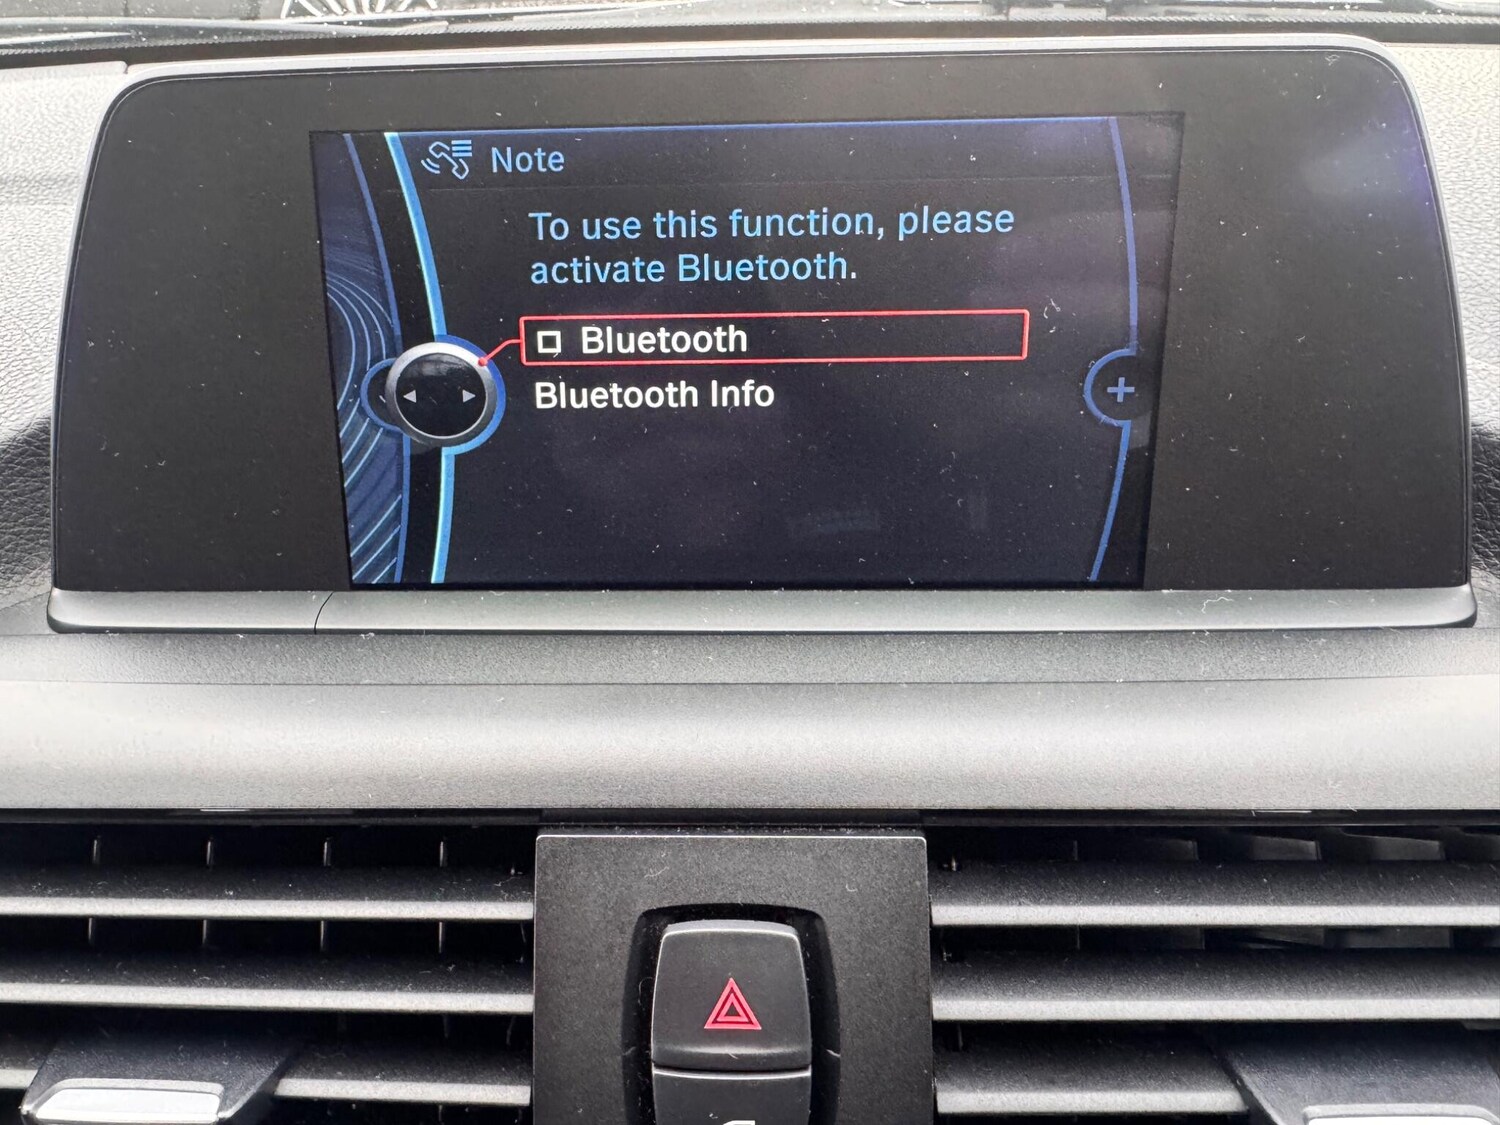 Note
To use this function, please
activate Bluetooth.
Bluetooth
Bluetooth Info
+